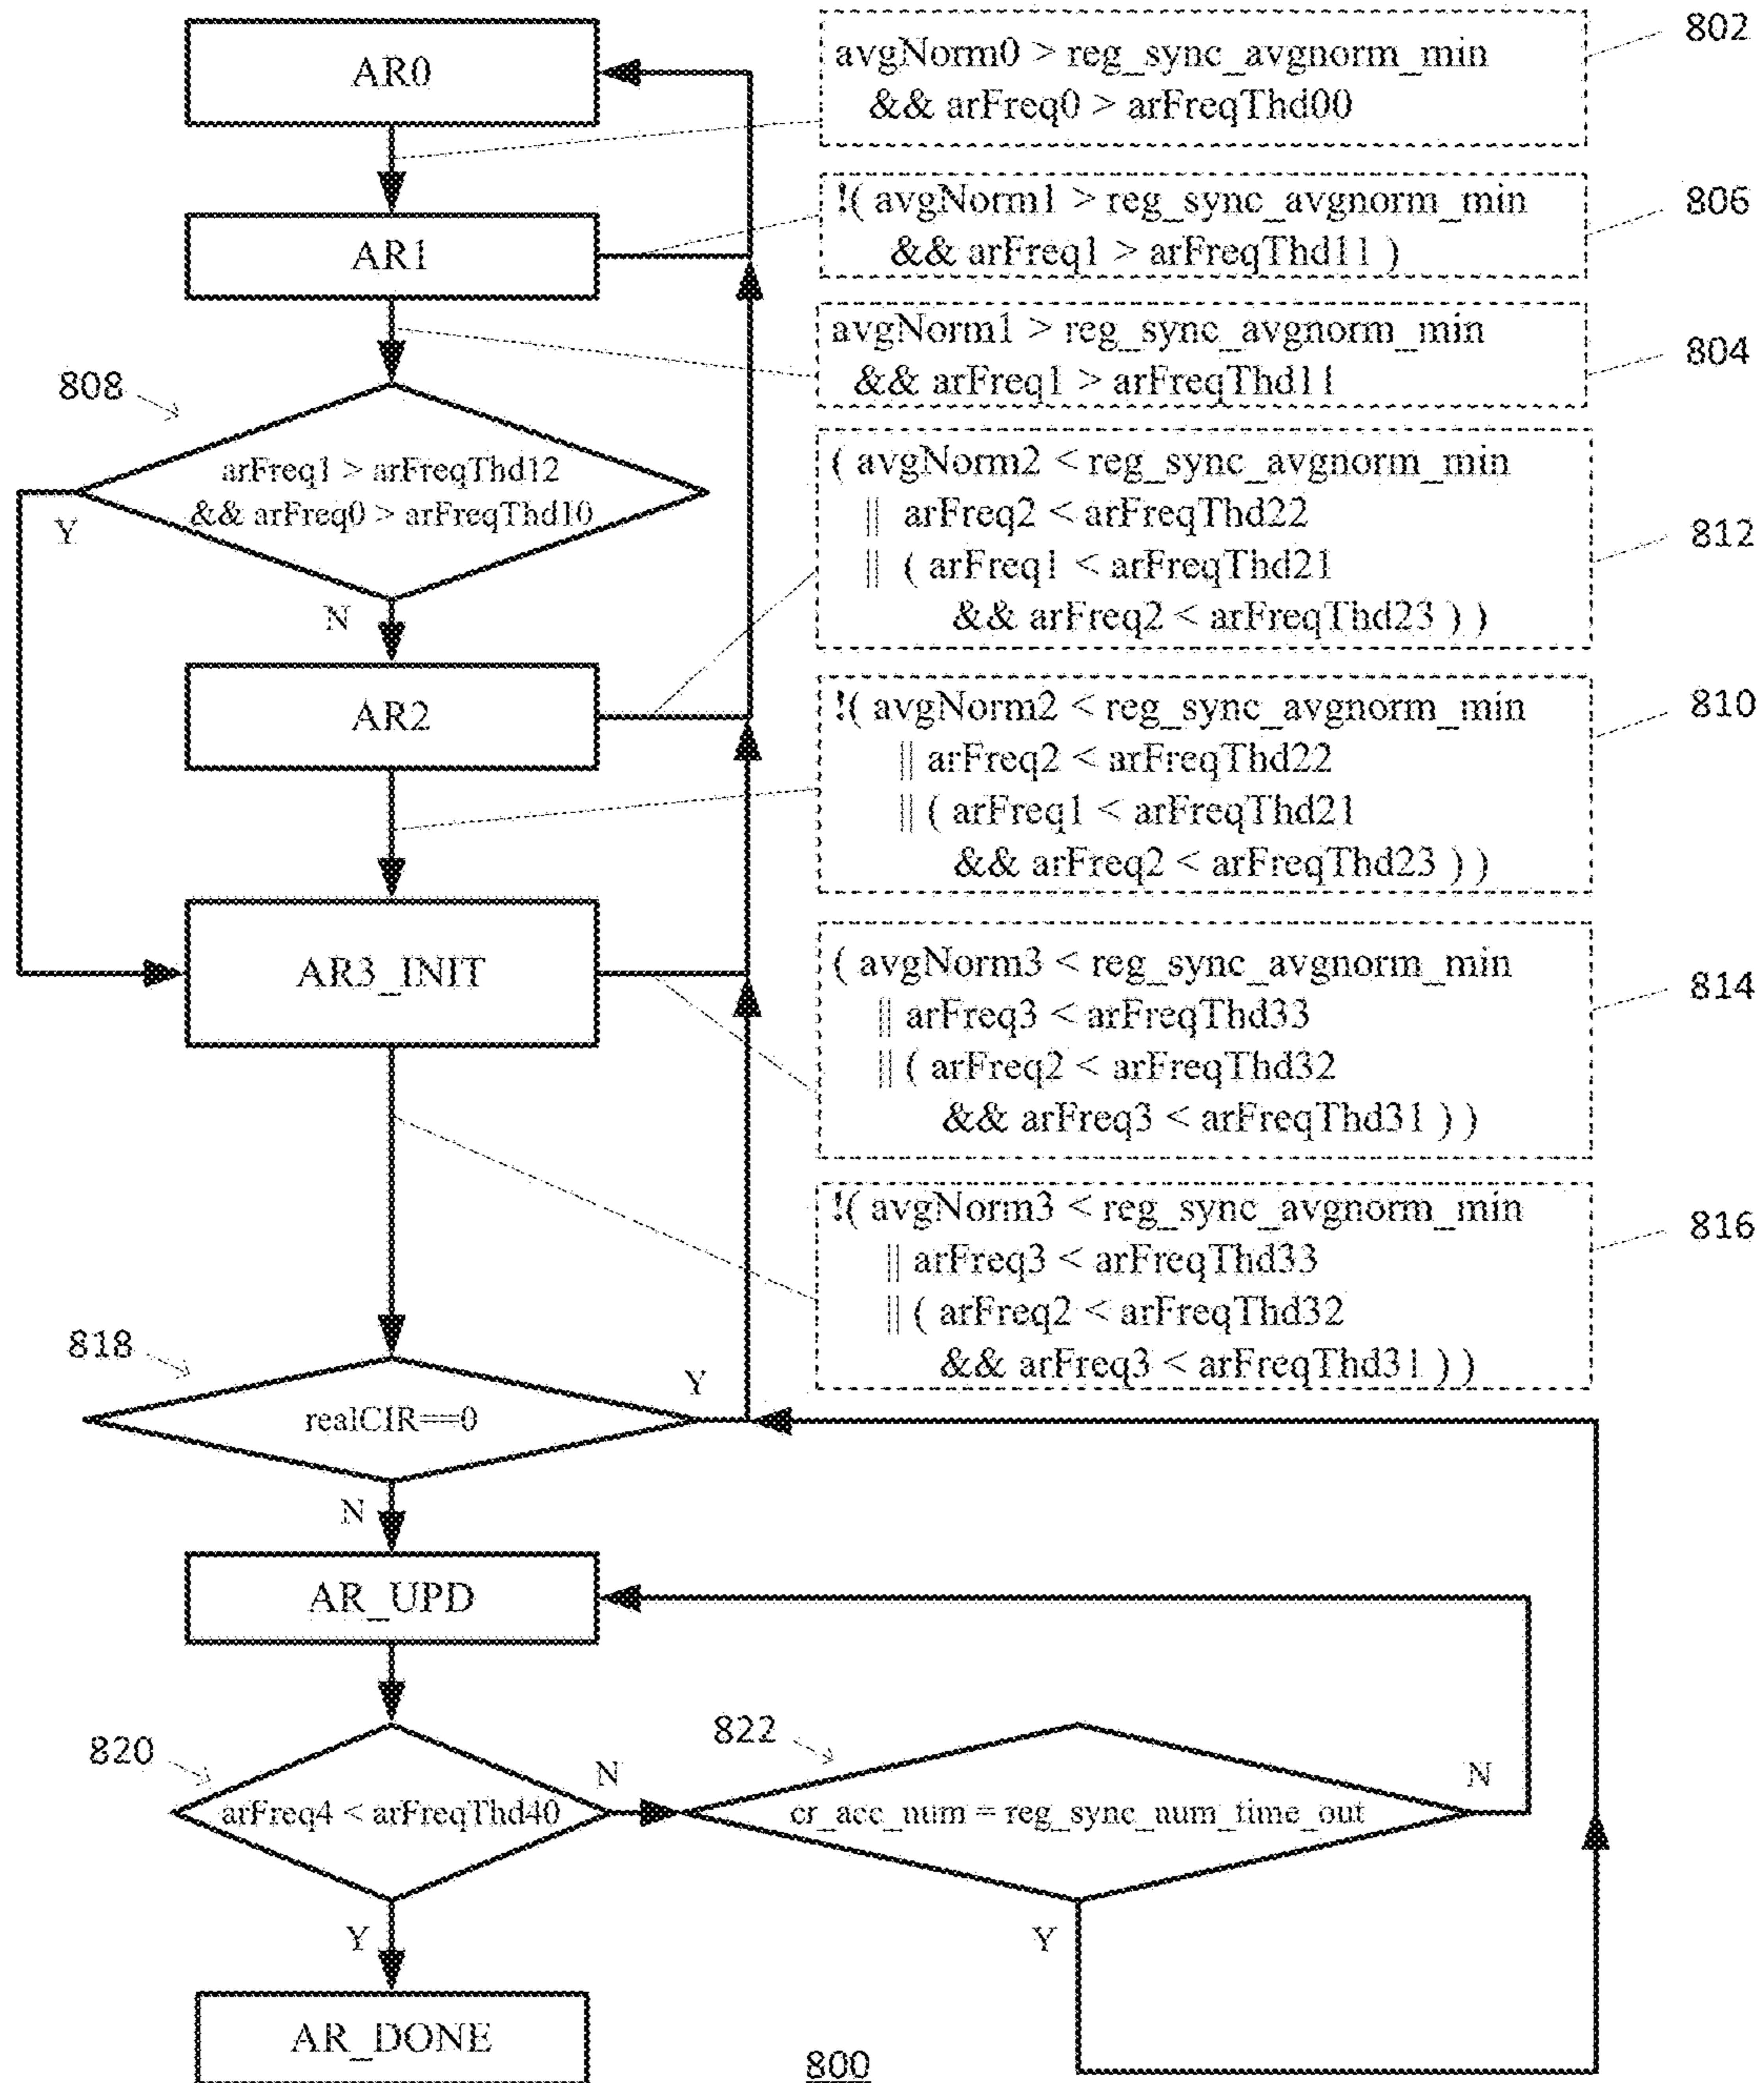 AR0
avgNorm0 > reg_sync_avgnorm_min
&& arFreq0 > arFreqThd00
802
!( avgNorm1 > reg_sync_avgnorm_min
&& arFreq1 > arFreqThd11 )
806
AR1
avgNorm1 > reg_sync_avgnorm_min
&& arFreq1 > arFreqThd11
804
808
arFreq1 > arFreqThd12
&& arFreq0 > arFreqThd10
Y
N
( avgNorm2 < reg_sync_avgnorm_min
|| arFreq2 < arFreqThd22
|| ( arFreq1 < arFreqThd21
&& arFreq2 < arFreqThd23 ) )
812
AR2
!( avgNorm2 < reg_sync_avgnorm_min
|| arFreq2 < arFreqThd22
|| ( arFreq1 < arFreqThd21
&& arFreq2 < arFreqThd23 ) )
810
AR3_INIT
( avgNorm3 < reg_sync_avgnorm_min
|| arFreq3 < arFreqThd33
|| ( arFreq2 < arFreqThd32
&& arFreq3 < arFreqThd31 ) )
814
!( avgNorm3 < reg_sync_avgnorm_min
|| arFreq3 < arFreqThd33
|| ( arFreq2 < arFreqThd32
&& arFreq3 < arFreqThd31 ) )
816
818
realCIR==0
Y
N
AR_UPD
820
arFreq4 < arFreqThd40
N
822
cr_acc_num = reg_sync_num_time_out
N
Y
Y
AR_DONE
800